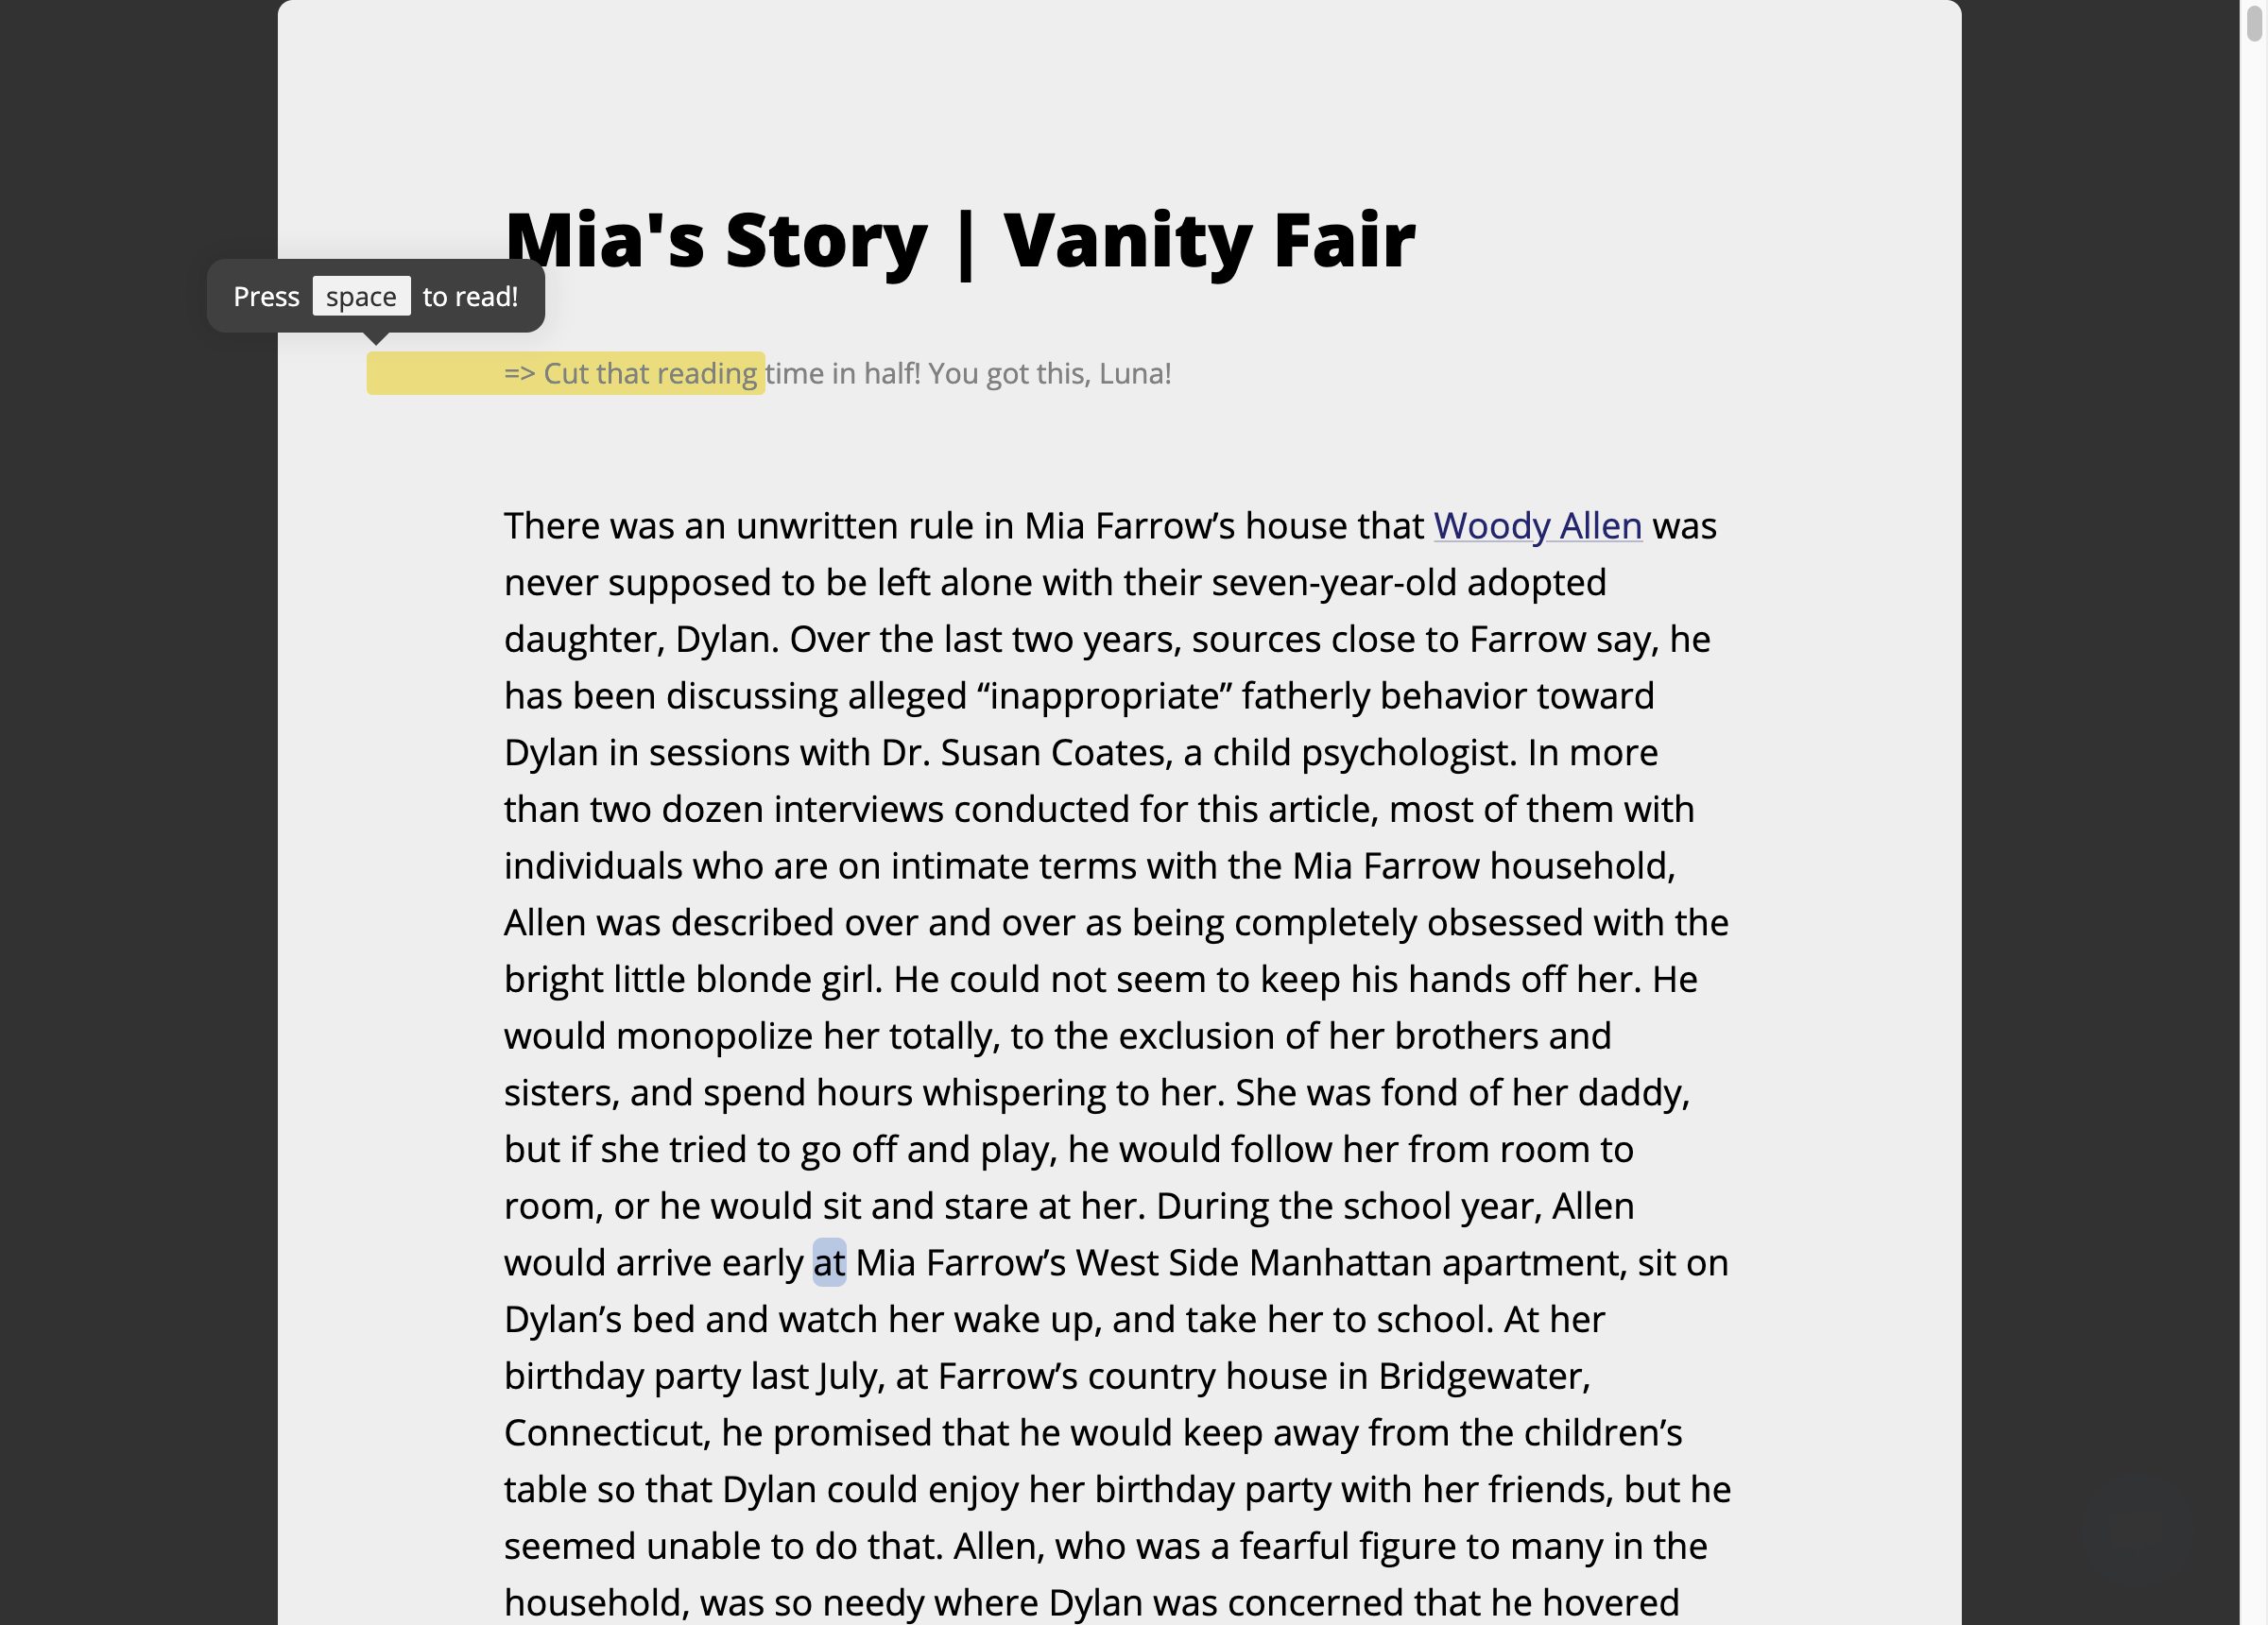 Mia's Story | Vanity Fair
Press space to read!
=> Cut that reading time in half! You got this, Luna!
There was an unwritten rule in Mia Farrow’s house that Woody Allen was
never supposed to be left alone with their seven-year-old adopted
daughter, Dylan. Over the last two years, sources close to Farrow say, he
has been discussing alleged “inappropriate” fatherly behavior toward
Dylan in sessions with Dr. Susan Coates, a child psychologist. In more
than two dozen interviews conducted for this article, most of them with
individuals who are on intimate terms with the Mia Farrow household,
Allen was described over and over as being completely obsessed with the
bright little blonde girl. He could not seem to keep his hands off her. He
would monopolize her totally, to the exclusion of her brothers and
sisters, and spend hours whispering to her. She was fond of her daddy,
but if she tried to go off and play, he would follow her from room to
room, or he would sit and stare at her. During the school year, Allen
would arrive early at Mia Farrow’s West Side Manhattan apartment, sit on
Dylan’s bed and watch her wake up, and take her to school. At her
birthday party last July, at Farrow’s country house in Bridgewater,
Connecticut, he promised that he would keep away from the children’s
table so that Dylan could enjoy her birthday party with her friends, but he
seemed unable to do that. Allen, who was a fearful figure to many in the
household, was so needy where Dylan was concerned that he hovered